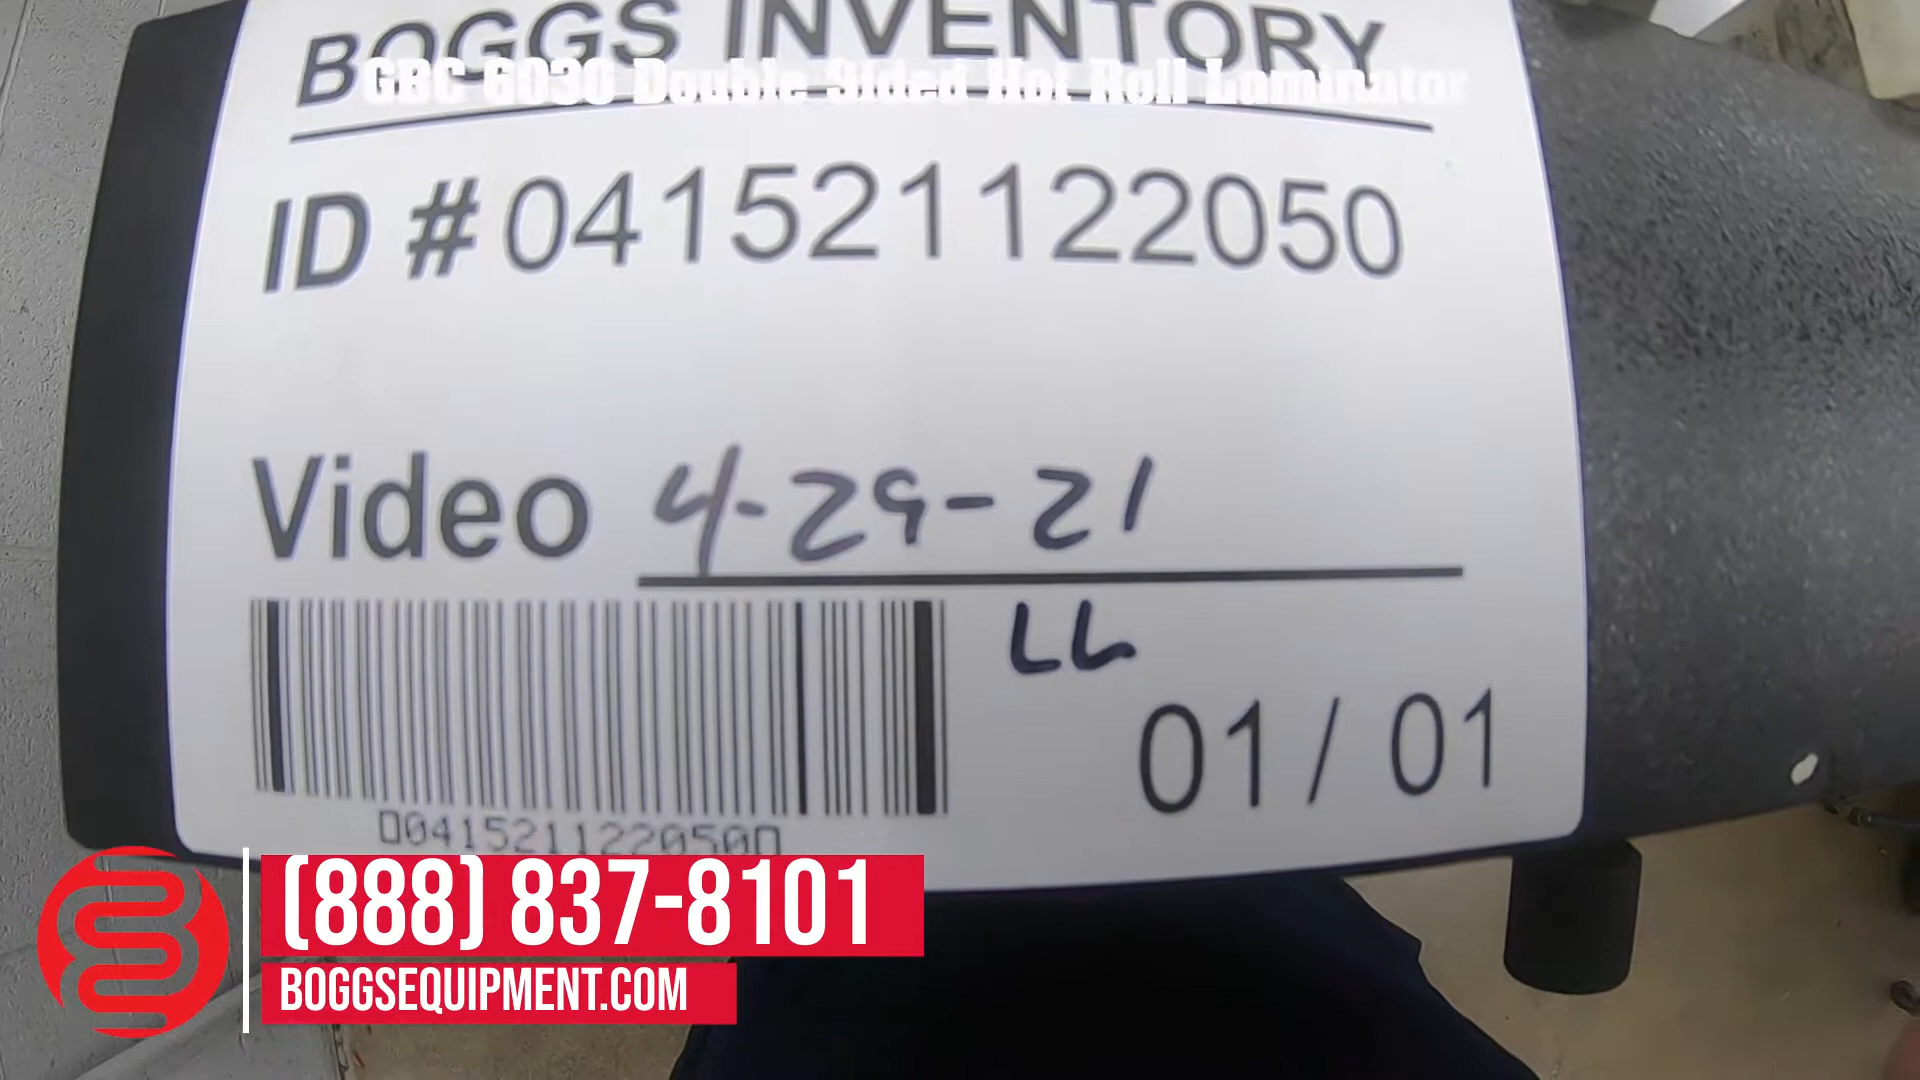 BOGGS INVENTORY
GBC 6030 Double Sided Hot Roll Laminator
ID # 041521122050
Video 4-29-21
LL
01 / 01
0415211220500
(888) 837-8101
BOGGSEQUIPMENT.COM